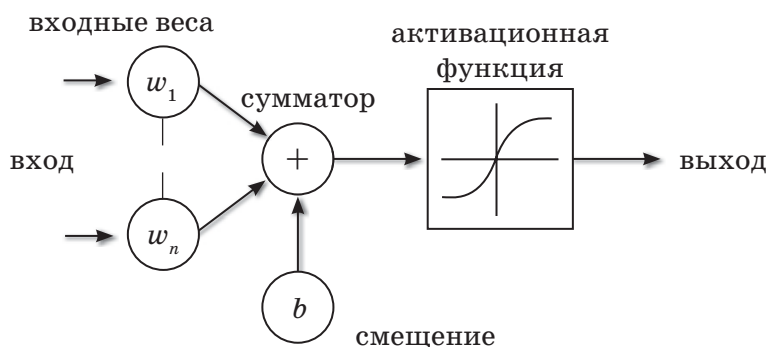 входные веса
активационная
функция
w1
сумматор
вход
+
выход
wn
b
смещение